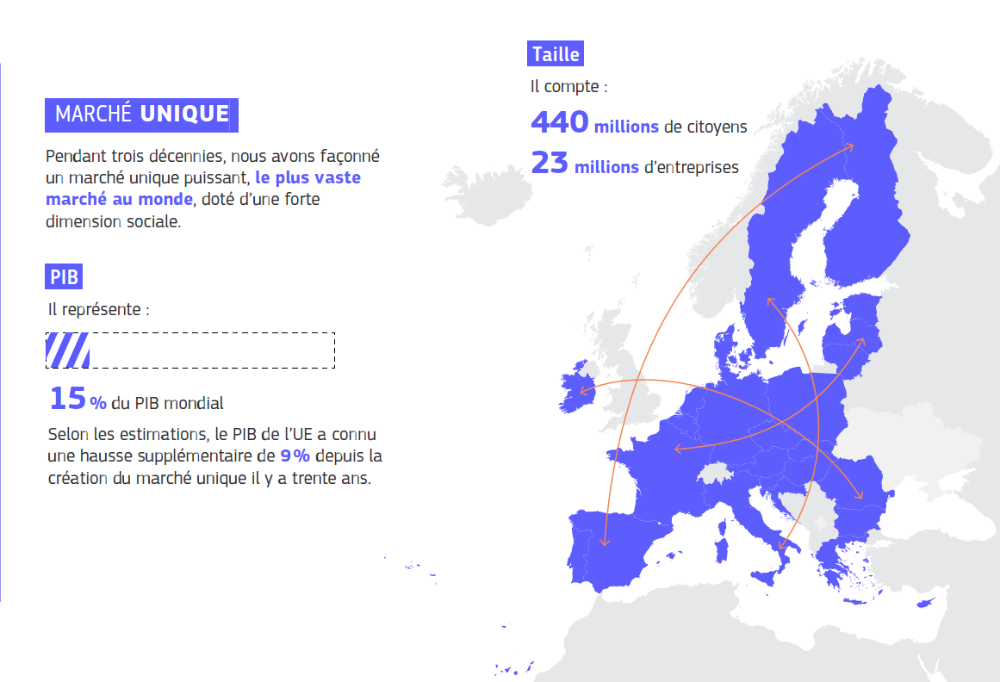 MARCHÉ UNIQUE
Pendant trois décennies, nous avons façonné
un marché unique puissant, le plus vaste
marché au monde, doté d'une forte
dimension sociale.
PIB
Il représente :
15 % du PIB mondial
Selon les estimations, le PIB de l'UE a connu
une hausse supplémentaire de 9 % depuis la
création du marché unique il y a trente ans.
Taille
Il compte :
440 millions de citoyens
23 millions d'entreprises